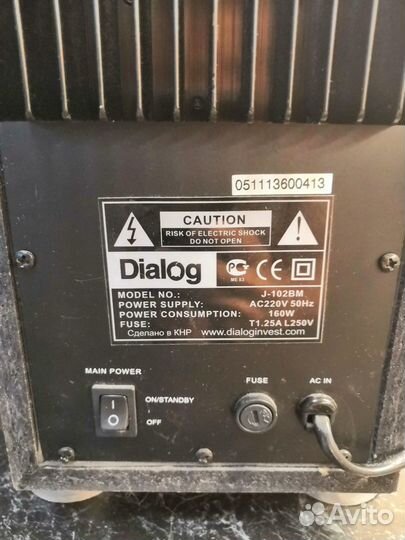 051113600413
CAUTION
RISK OF ELECTRIC SHOCK
DO NOT OPEN
Dialog
PC CE
ME 83
MODEL NO.: J-102BM
POWER SUPPLY: AC220V 50Hz
POWER CONSUMPTION: 160W
FUSE: T1.25A L250V
Сделано в КНР www.dialoginvest.com
MAIN POWER
ON/STANDBY
OFF
FUSE
AC IN
Avito